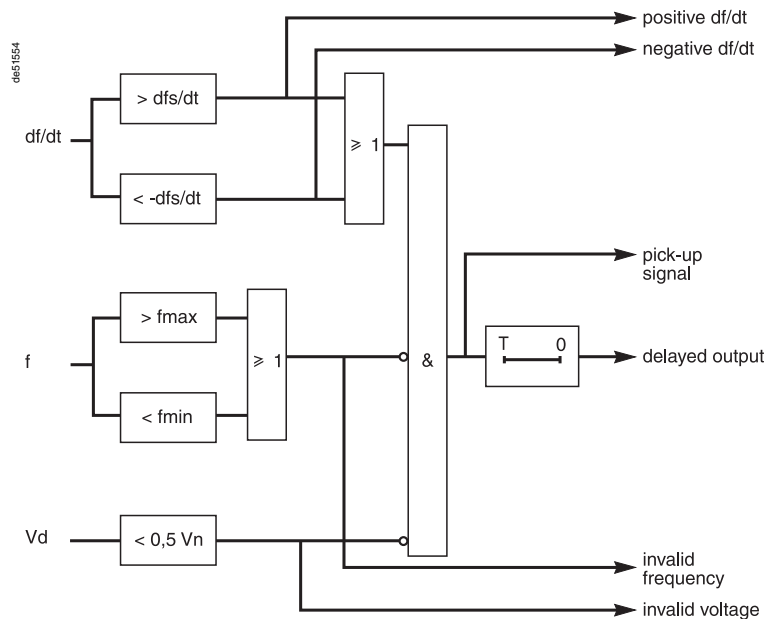 de51554
positive df/dt
negative df/dt
> dfs/dt
df/dt
⩾ 1
< -dfs/dt
pick-up
signal
> fmax
f
⩾ 1
&
T 0
delayed output
< fmin
Vd
< 0,5 Vn
invalid
frequency
invalid voltage